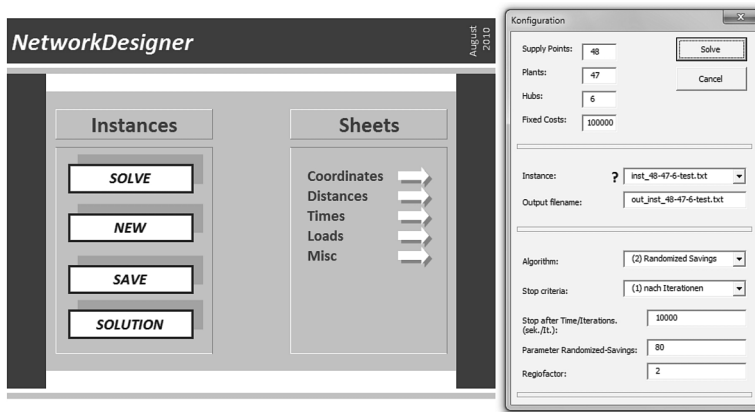 NetworkDesigner
August
2010
Instances
SOLVE
NEW
SAVE
SOLUTION
Sheets
Coordinates
Distances
Times
Loads
Misc
Konfiguration
X
Supply Points: 48
Solve
Plants: 47
Cancel
Hubs: 6
Fixed Costs: 100000
Instance: ? inst_48-47-6-test.txt
Output filename: out_inst_48-47-6-test.txt
Algorithm: (2) Randomized Savings
Stop criteria: (1) nach Iterationen
Stop after Time/Iterations. 10000
(sek./It.):
Parameter Randomized-Savings: 80
Regiofactor: 2